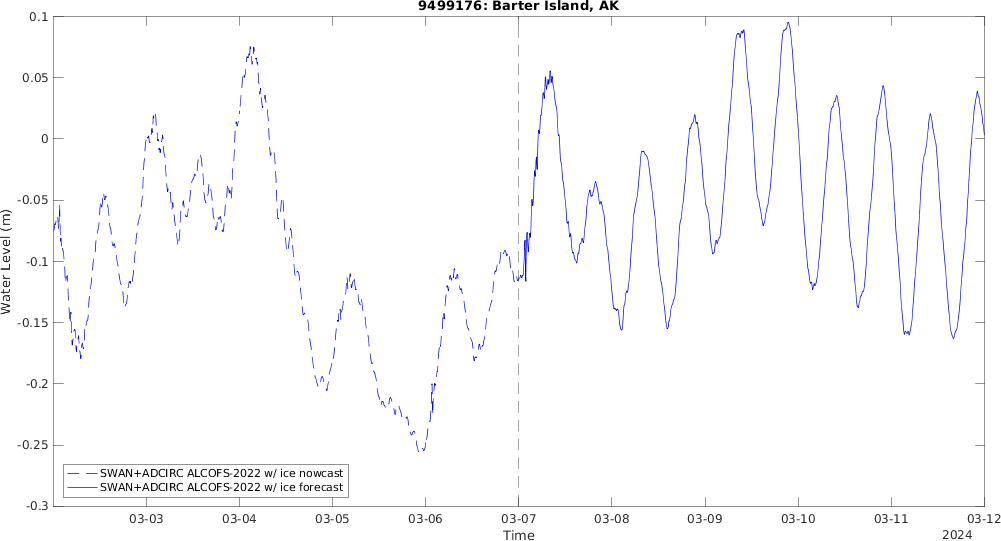 9499176: Barter Island, AK
0.1
0.05
0
-0.05
-0.1
-0.15
-0.2
-0.25
-0.3
Water Level (m)
SWAN+ADCIRC ALCOFS-2022 w/ ice nowcast
SWAN+ADCIRC ALCOFS-2022 w/ ice forecast
03-03 03-04 03-05 03-06 03-07 03-08 03-09 03-10 03-11 03-12
Time
2024